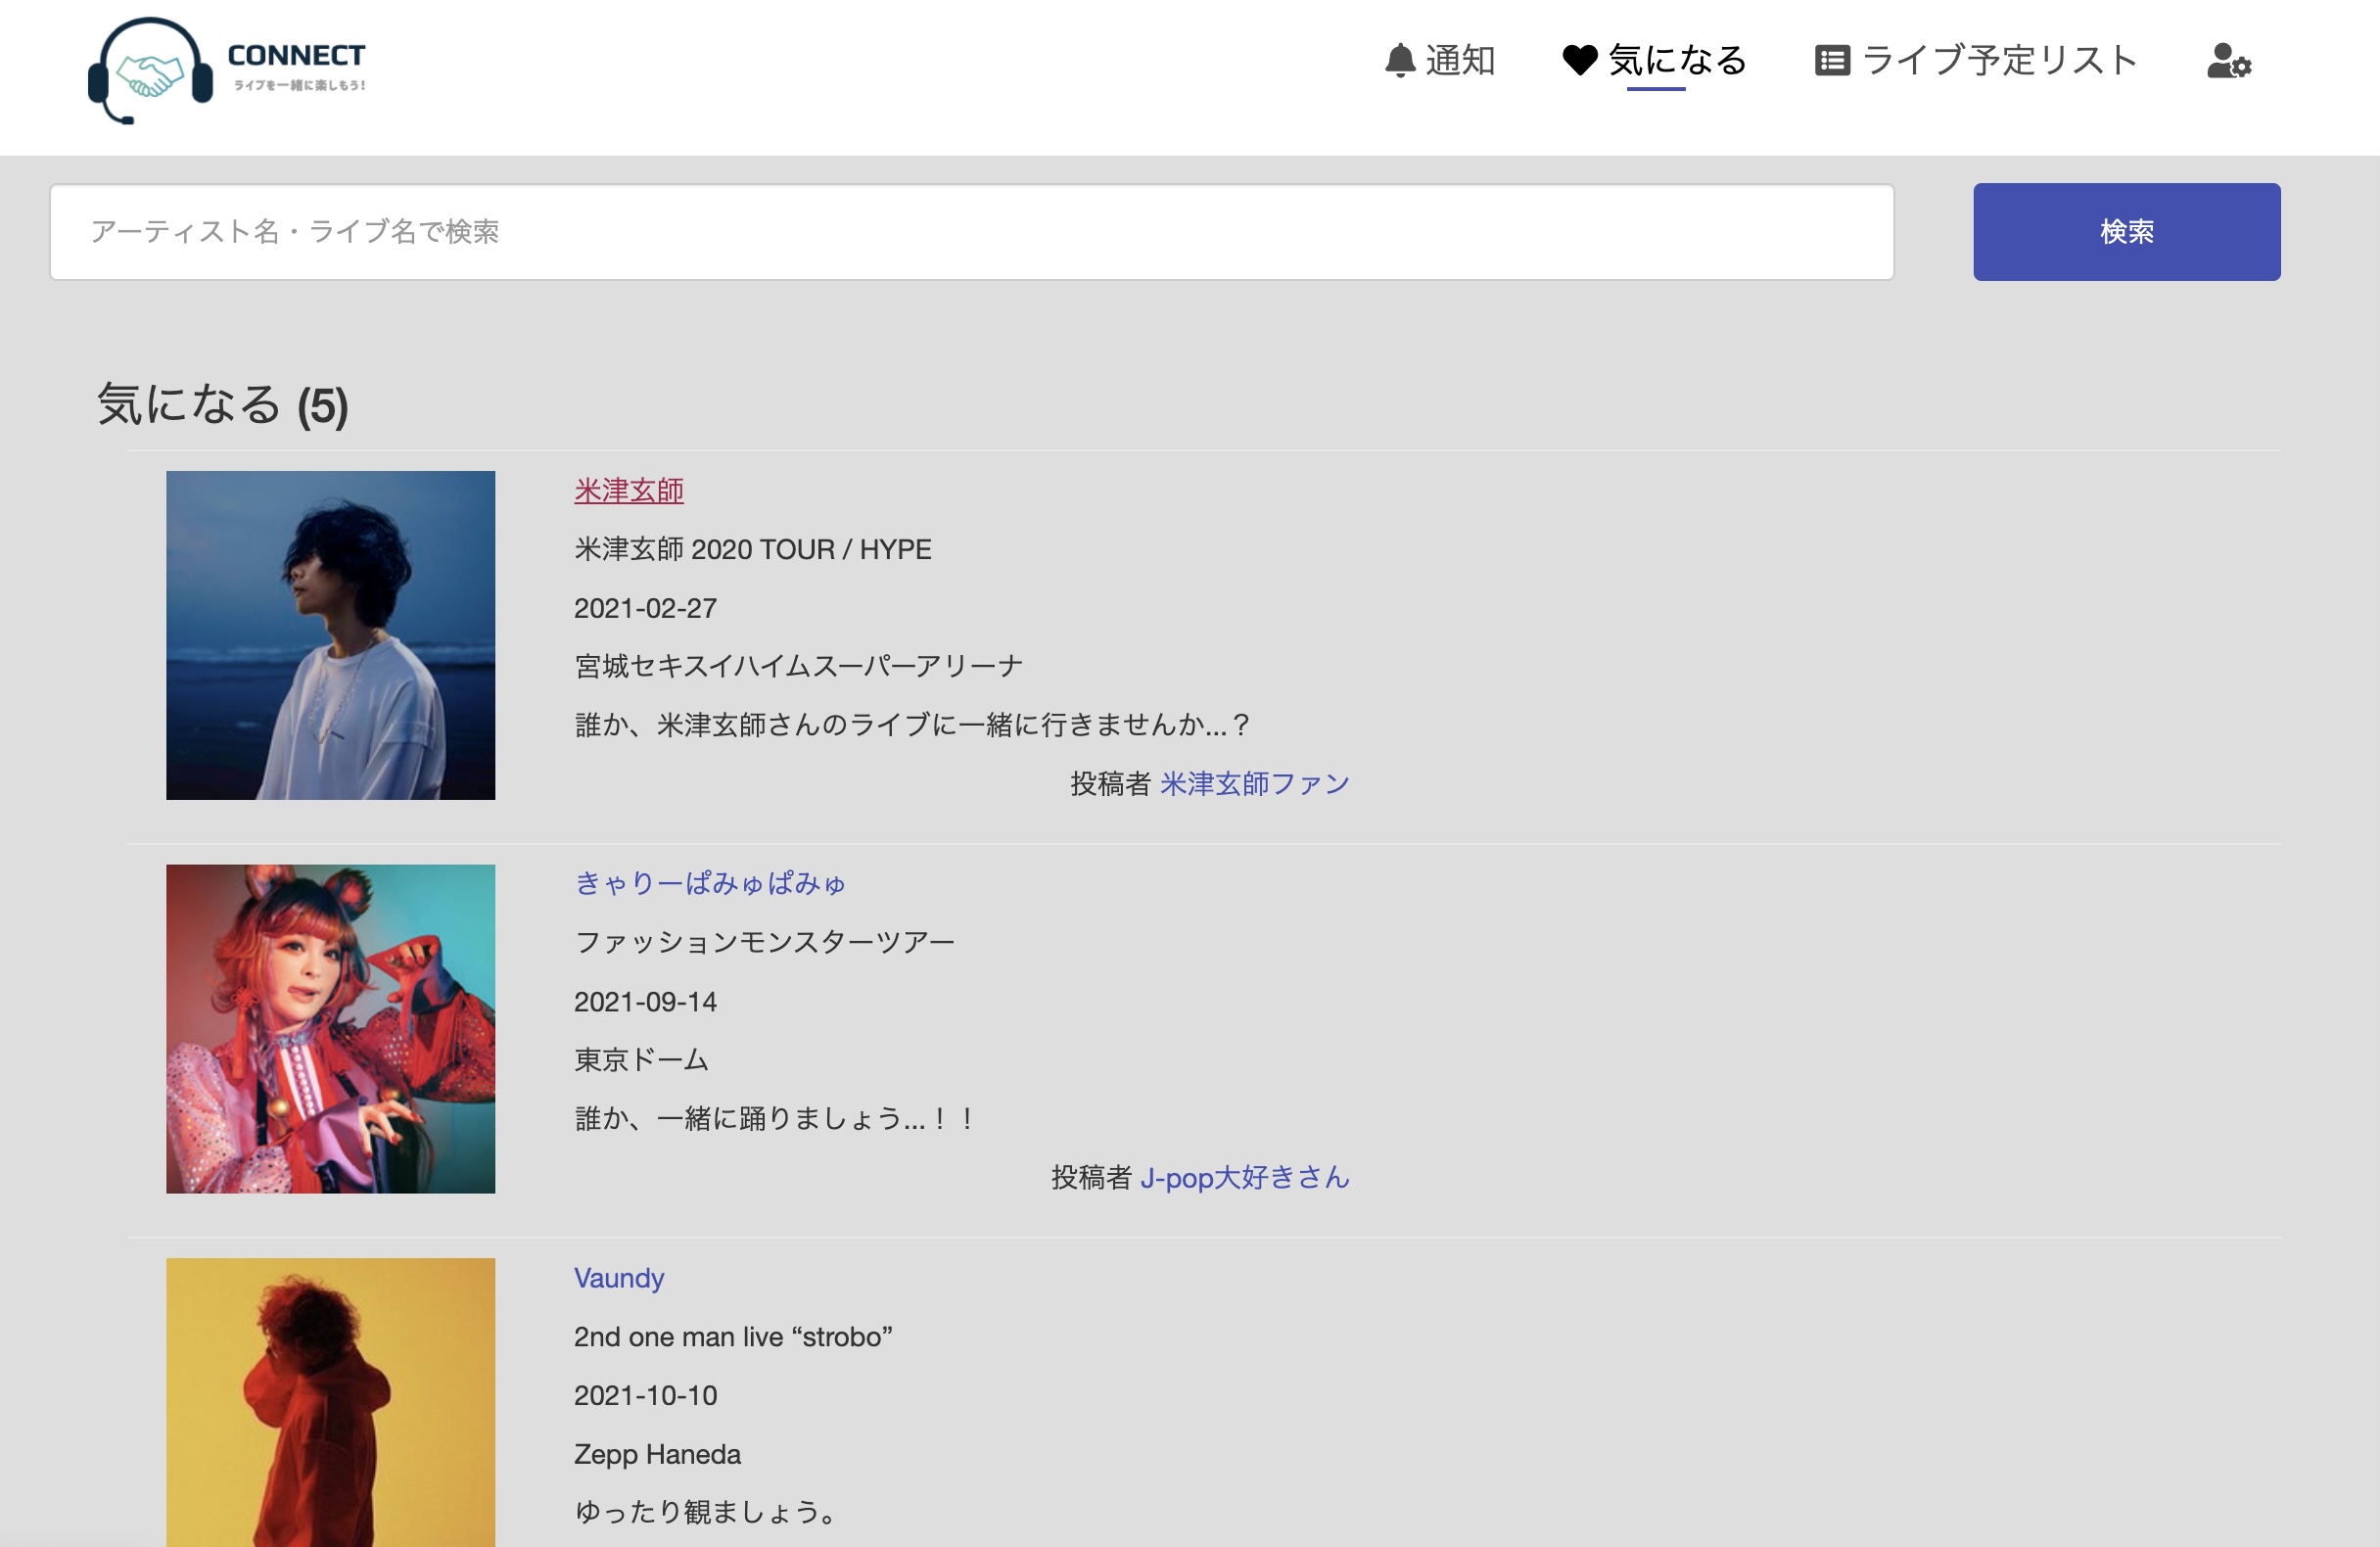 CONNECT
ライブを一緒に楽しもう!
通知 気になる ライブ予定リスト
アーティスト名・ライブ名で検索 検索
気になる (5)
米津玄師
米津玄師 2020 TOUR / HYPE
2021-02-27
宮城セキスイハイムスーパーアリーナ
誰か、米津玄師さんのライブに一緒に行きませんか...？
投稿者 米津玄師ファン
きゃりーぱみゅぱみゅ
ファッションモンスターツアー
2021-09-14
東京ドーム
誰か、一緒に踊りましょう...！！
投稿者 J-pop大好きさん
Vaundy
2nd one man live “strobo”
2021-10-10
Zepp Haneda
ゆったり観ましょう。